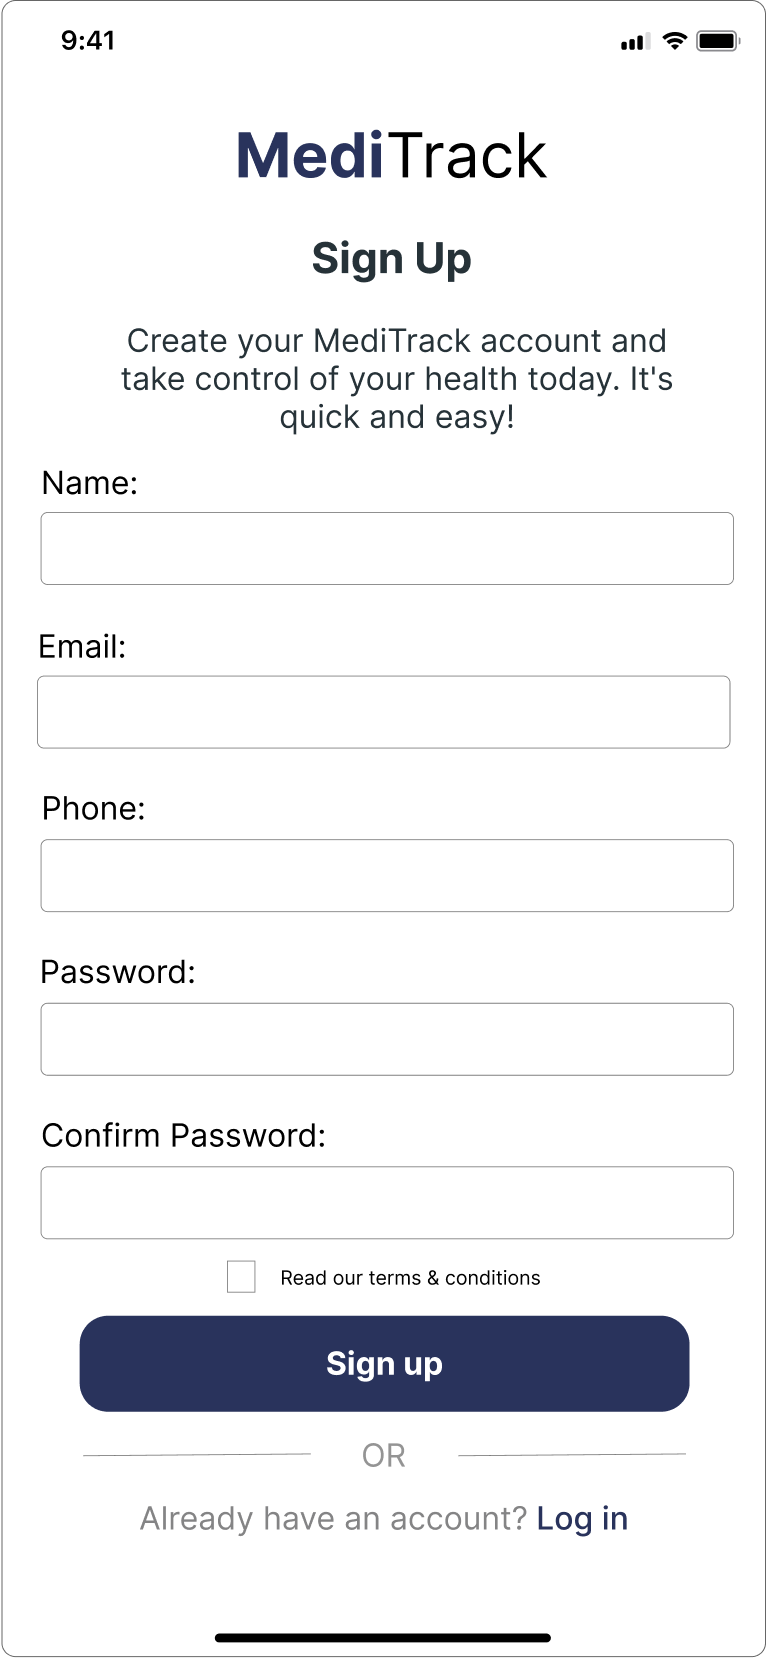 9:41
MediTrack
Sign Up
Create your MediTrack account and
take control of your health today. It's
quick and easy!
Name:
Email:
Phone:
Password:
Confirm Password:
Read our terms & conditions
Sign up
OR
Already have an account? Log in